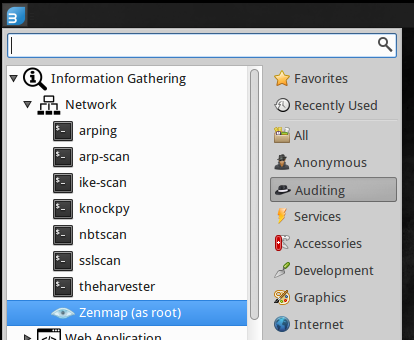 Information Gathering
Network
arping
arp-scan
ike-scan
knockpy
nbtscan
sslscan
theharvester
Zenmap (as root)
Web Application
Favorites
Recently Used
All
Anonymous
Auditing
Services
Accessories
Development
Graphics
Internet